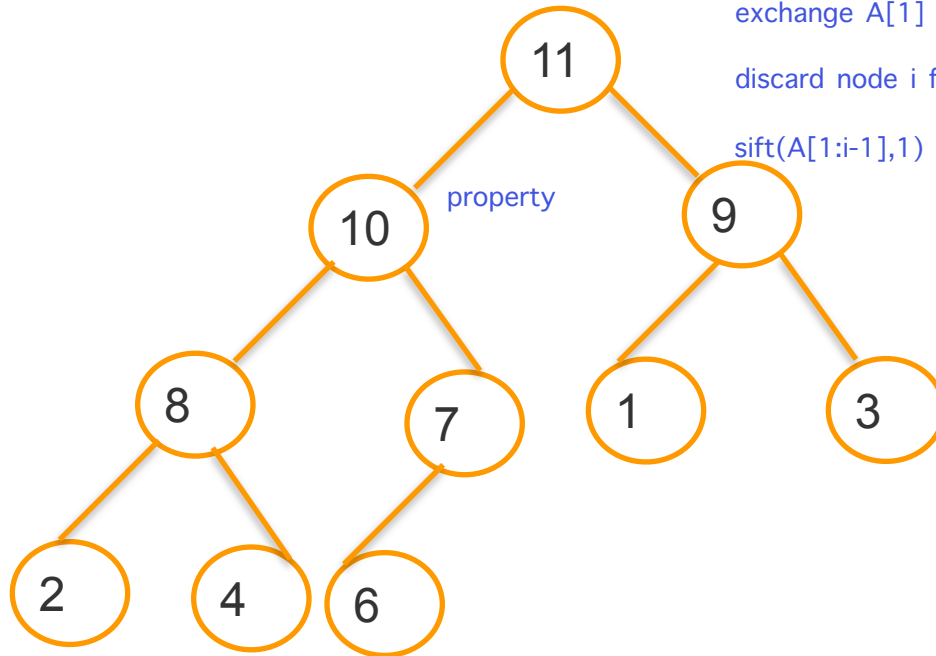 exchange A[1]
11
discard node i f
sift(A[1:i-1],1)
property
10
9
8
7
1
3
2
4
6